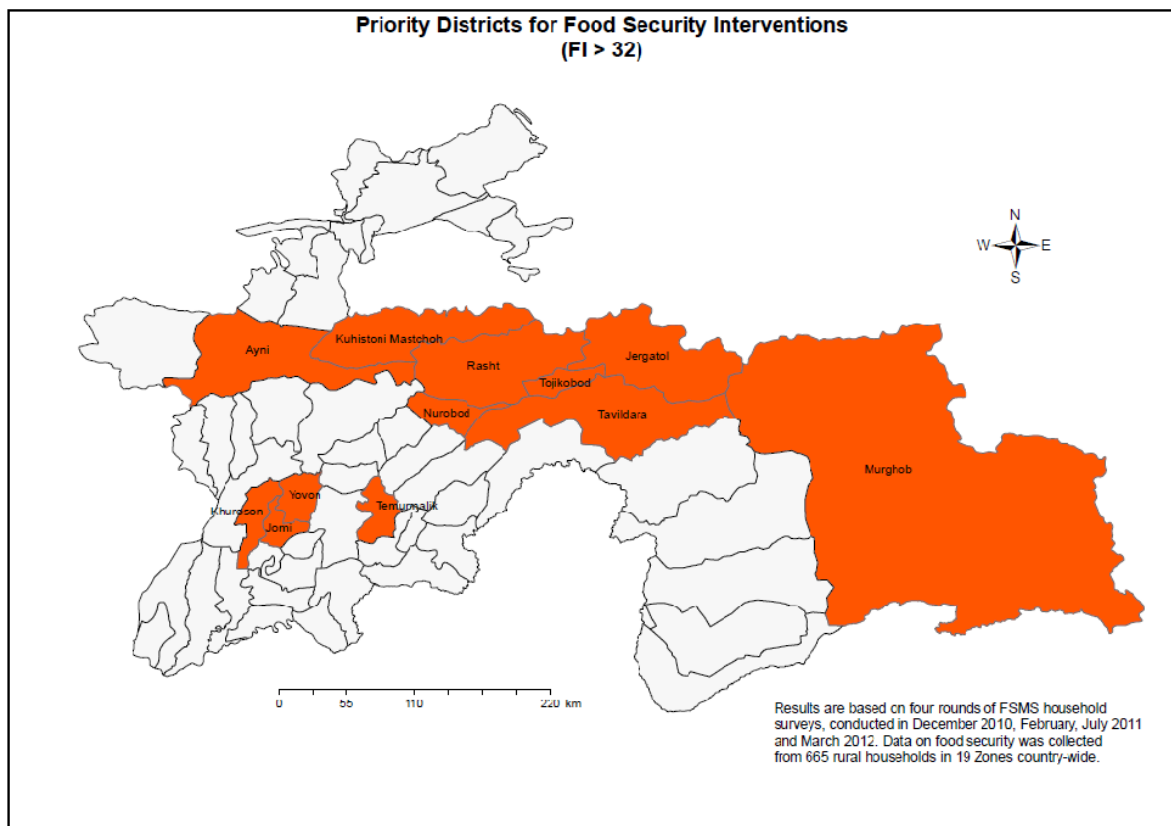 Priority Districts for Food Security Interventions
(FI > 32)
N
W E
S
Kuhistoni Mastchoh
Ayni
Jergatol
Rasht
Tojikobod
Nurobod
Tavildara
Murghob
Yovon
Temurmalik
Khuroson
Jomi
0 55 110 220 km
Results are based on four rounds of FSMS household
surveys, conducted in December 2010, February, July 2011
and March 2012. Data on food security was collected
from 665 rural households in 19 Zones country-wide.